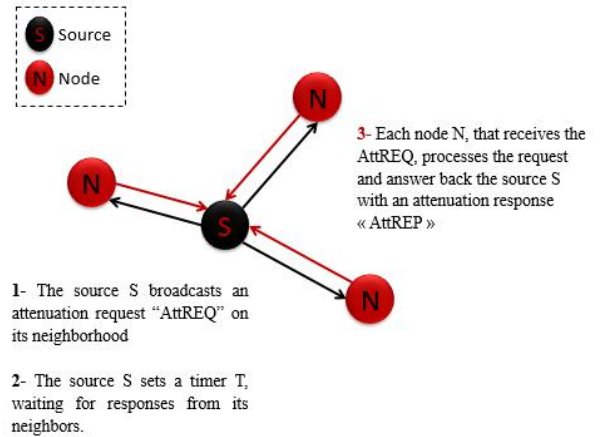 S Source
N Node
N
3- Each node N, that receives the
AttREQ, processes the request
and answer back the source S
with an attenuation response
« AttREP »
N
S
N
1- The source S broadcasts an
attenuation request “AttREQ” on
its neighborhood
2- The source S sets a timer T,
waiting for responses from its
neighbors.